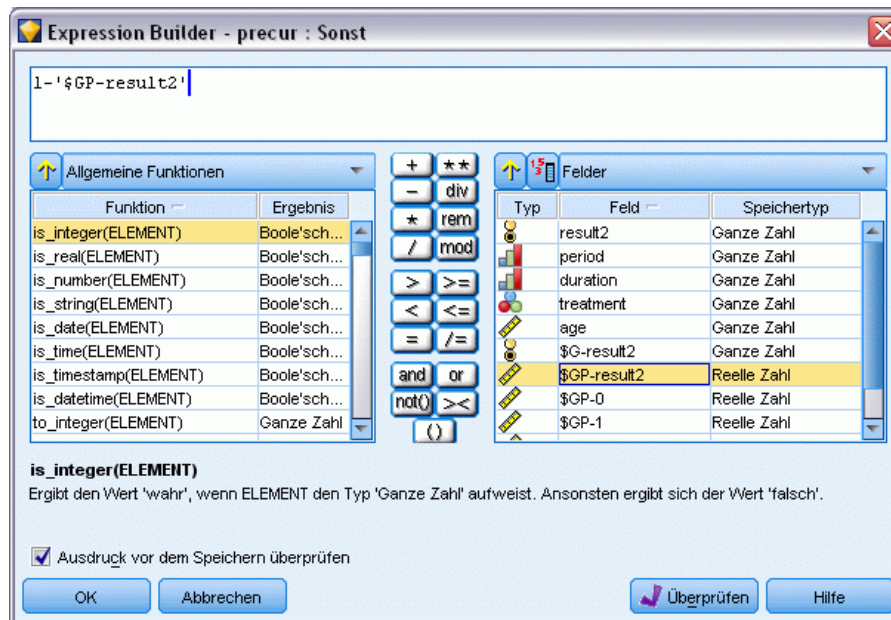 Expression Builder - precur : Sonst
1-'$GP-result2'
Allgemeine Funktionen
Funktion Ergebnis
is_integer(ELEMENT) Boole'sch...
is_real(ELEMENT) Boole'sch...
is_number(ELEMENT) Boole'sch...
is_string(ELEMENT) Boole'sch...
is_date(ELEMENT) Boole'sch...
is_time(ELEMENT) Boole'sch...
is_timestamp(ELEMENT) Boole'sch...
is_datetime(ELEMENT) Boole'sch...
to_integer(ELEMENT) Ganze Zahl
+ **
- div
* rem
/ mod
> >=
< <=
= /=
and or
not() ><
()
Felder
Typ Feld Speichertyp
result2 Ganze Zahl
period Ganze Zahl
duration Ganze Zahl
treatment Ganze Zahl
age Ganze Zahl
$G-result2 Ganze Zahl
$GP-result2 Reelle Zahl
$GP-0 Reelle Zahl
$GP-1 Reelle Zahl
is_integer(ELEMENT)
Ergibt den Wert 'wahr', wenn ELEMENT den Typ 'Ganze Zahl' aufweist. Ansonsten ergibt sich der Wert 'falsch'.
Ausdruck vor dem Speichern überprüfen
OK Abbrechen Überprüfen Hilfe